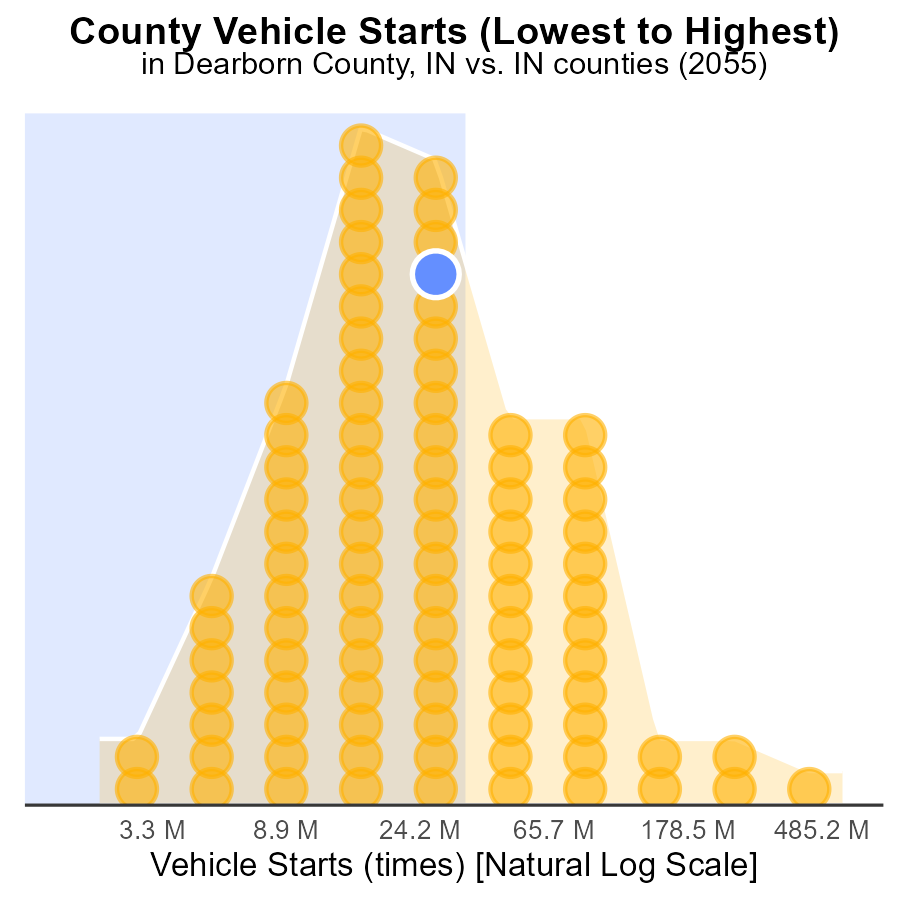 County Vehicle Starts (Lowest to Highest)
in Dearborn County, IN vs. IN counties (2055)
3.3 M 8.9 M 24.2 M 65.7 M 178.5 M 485.2 M
Vehicle Starts (times) [Natural Log Scale]